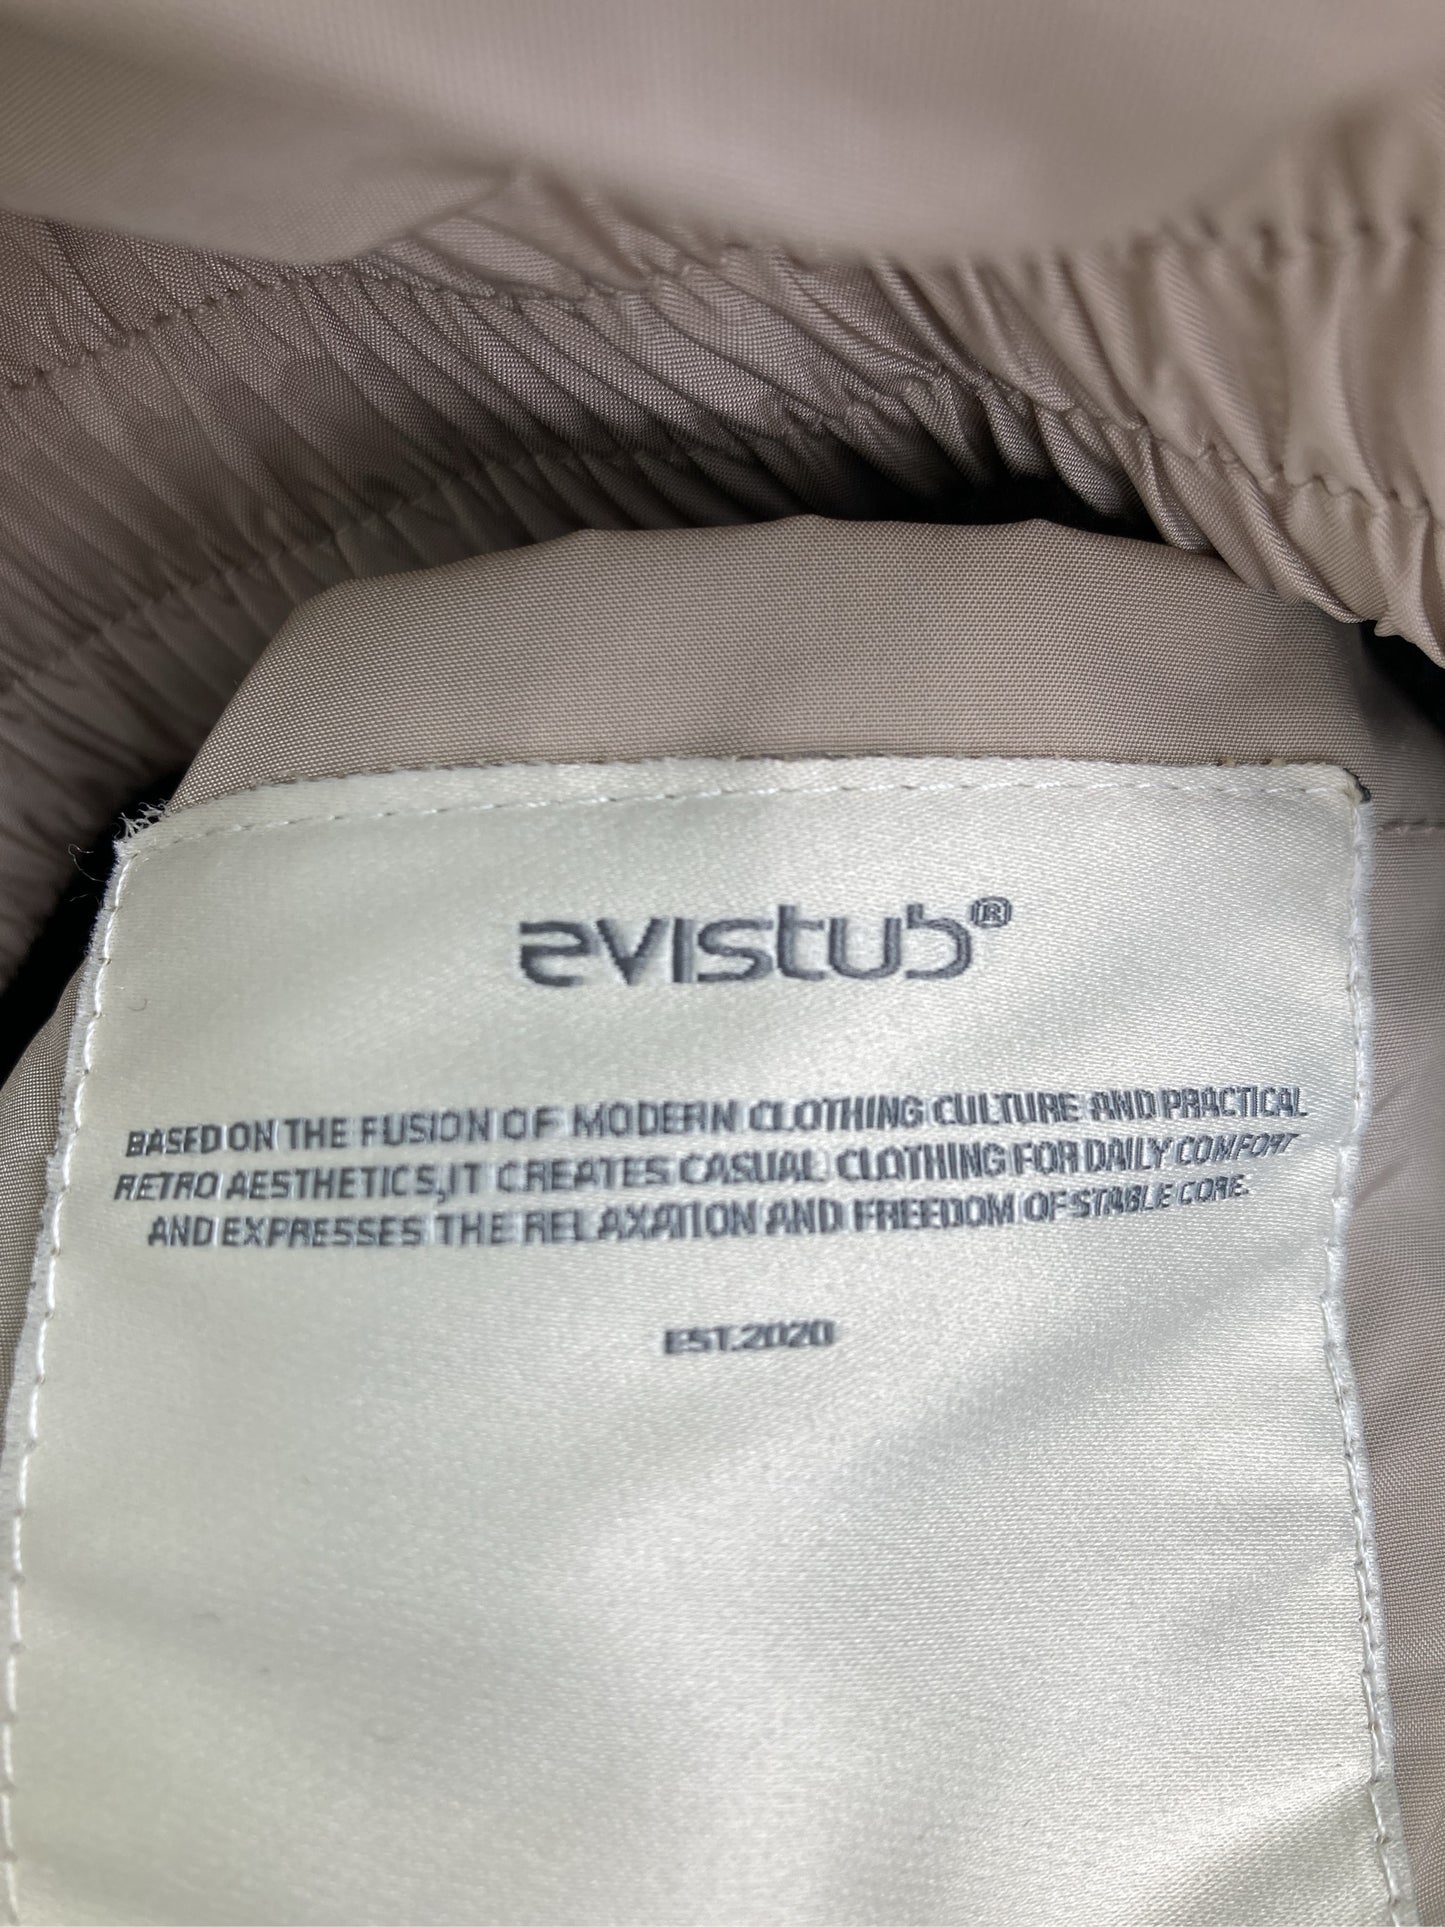 evistub®
BASED ON THE FUSION OF MODERN CLOTHING CULTURE AND PRACTICAL
RETRO AESTHETICS,IT CREATES CASUAL CLOTHING FOR DAILY COMFORT
AND EXPRESSES THE RELAXATION AND FREEDOM OF STABLE CORE.
EST.2020